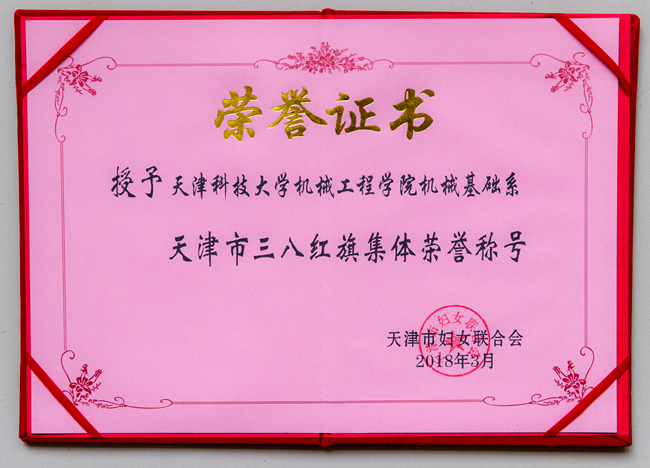 荣誉证书
授予 天津科技大学机械工程学院机械基础系
天津市三八红旗集体荣誉称号
天津市妇女联合会
2018年3月